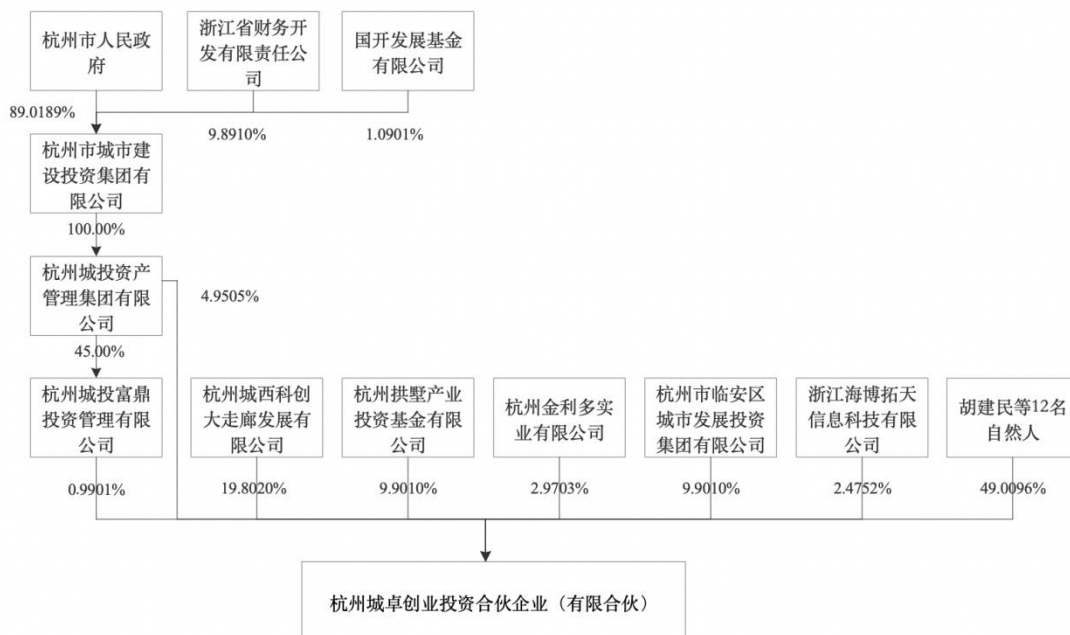 杭州市人民政
府
浙江省财务开
发有限责任公
司
国开发展基金
有限公司
89.0189%
9.8910%
1.0901%
杭州市城市建
设投资集团有
限公司
100.00%
杭州城投资产
管理集团有限
公司
4.9505%
45.00%
杭州城投富鼎
投资管理有限
公司
杭州城西科创
大走廊发展有
限公司
杭州拱墅产业
投资基金有限
公司
杭州金利多实
业有限公司
杭州市临安区
城市发展投资
集团有限公司
浙江海博拓天
信息科技有限
公司
胡建民等12名
自然人
0.9901%
19.8020%
9.9010%
2.9703%
9.9010%
2.4752%
49.0096%
杭州城卓创业投资合伙企业（有限合伙）